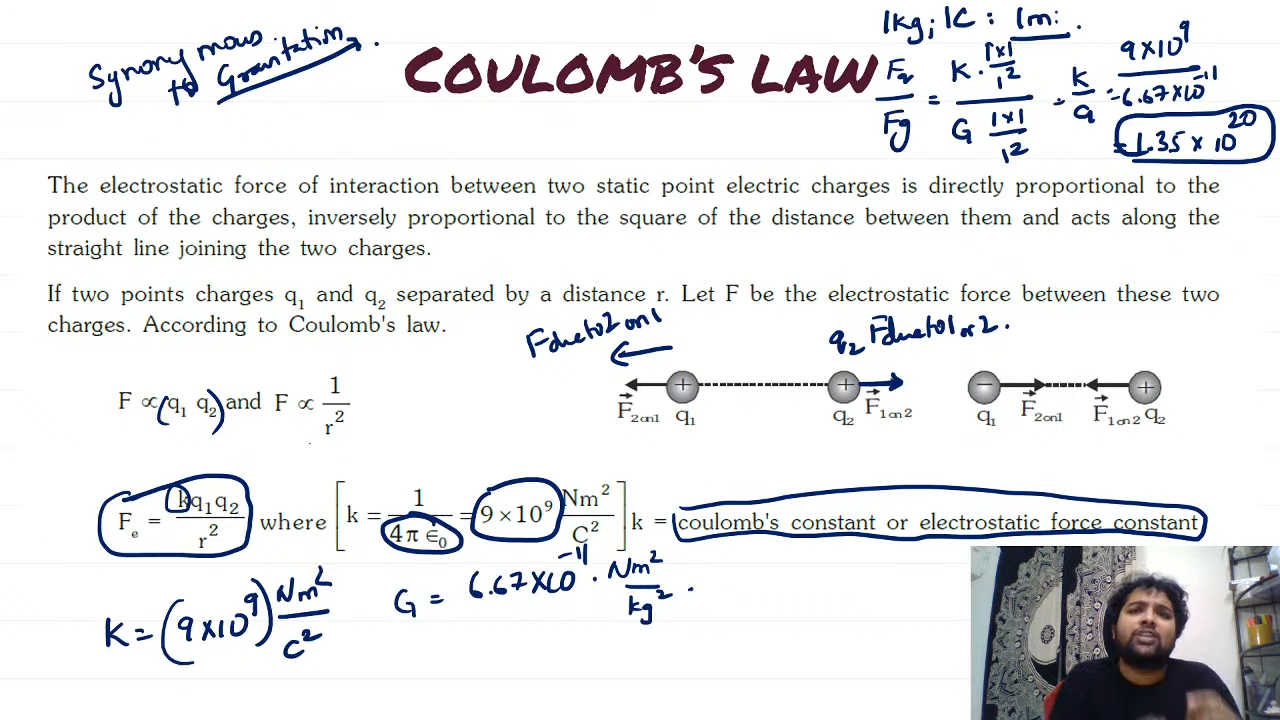 Synonymous
to Gravitation.
COULOMB'S LAW
1kg; 1C : 1m:.
Fe/Fg = K · (1×1)/1² / G (1×1)/1² = K/G = 9×10⁹/6.67×10⁻¹¹
= 1.35 × 10²⁰
The electrostatic force of interaction between two static point electric charges is directly proportional to the
product of the charges, inversely proportional to the square of the distance between them and acts along the
straight line joining the two charges.
If two points charges q₁ and q₂ separated by a distance r. Let F be the electrostatic force between these two
charges. According to Coulomb's law.
F due to 2 on 1
q₂ F due to 1 or 2.
F ∝ (q₁ q₂) and F ∝ 1/r²
+ + − +
F⃗₂ₒₙ₁ q₁ q₂ F⃗₁ₒₙ₂ q₁ F⃗₂ₒₙ₁ F⃗₁ₒₙ₂ q₂
Fₑ = kq₁q₂/r² where [k = 1/4π ∈₀ = 9×10⁹ Nm²/C²] k = coulomb's constant or electrostatic force constant
K = (9×10⁹) Nm²/C²
G = 6.67×10⁻¹¹ · Nm²/kg².